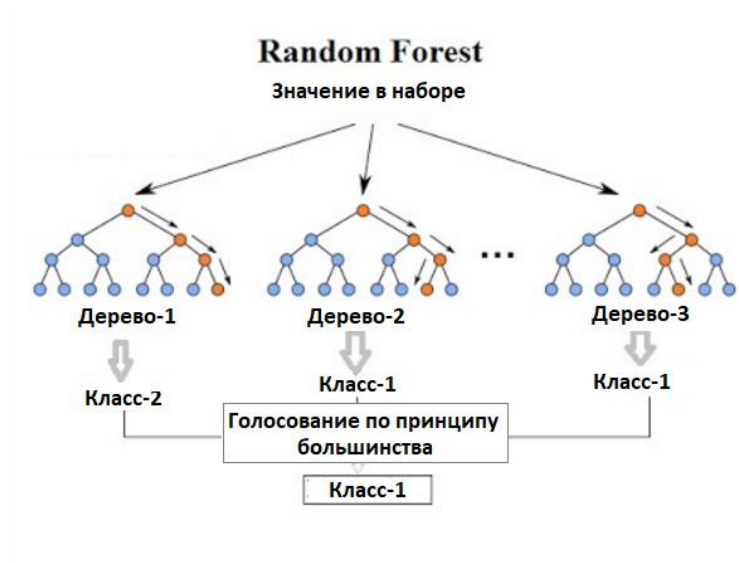 Random Forest
Значение в наборе
...
Дерево-1
Дерево-2
Дерево-3
Класс-2
Класс-1
Класс-1
Голосование по принципу
большинства
Класс-1